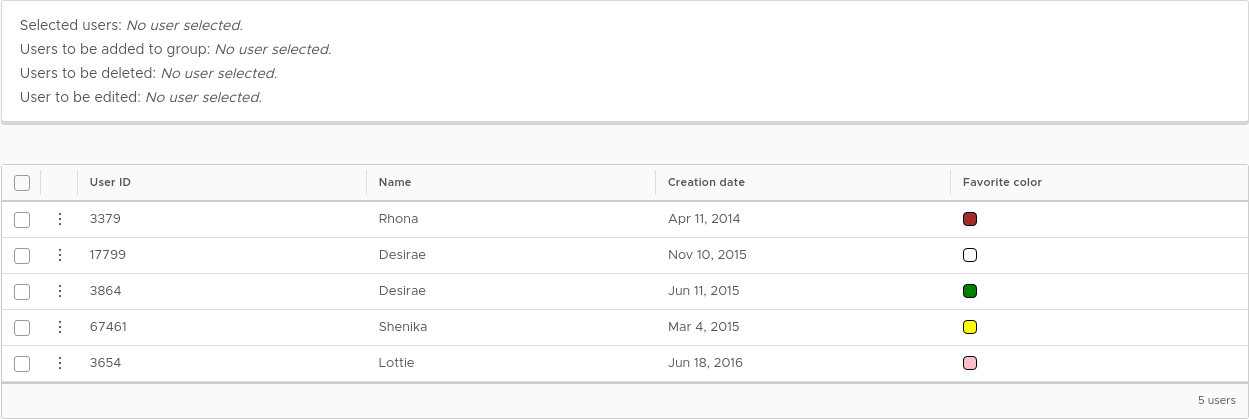 Selected users: No user selected.
Users to be added to group: No user selected.
Users to be deleted: No user selected.
User to be edited: No user selected.
User ID Name Creation date Favorite color
3379 Rhona Apr 11, 2014
17799 Desirae Nov 10, 2015
3864 Desirae Jun 11, 2015
67461 Shenika Mar 4, 2015
3654 Lottie Jun 18, 2016
5 users